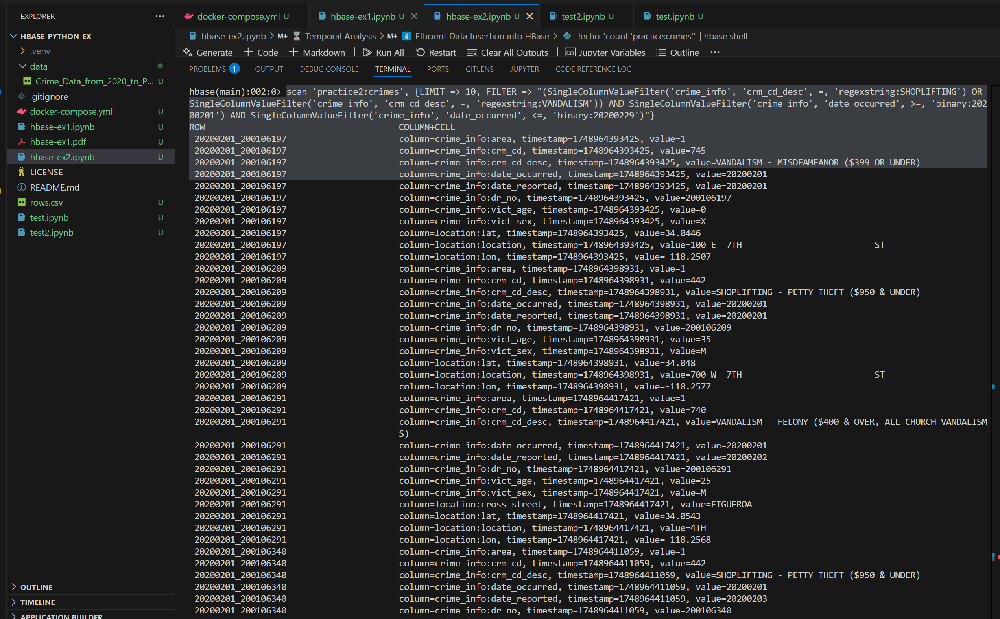 EXPLORER
HBASE-PYTHON-EX
.venv
data
Crime_Data_from_2020_to_P... U
.gitignore
docker-compose.yml U
hbase-ex1.ipynb U
hbase-ex1.pdf U
hbase-ex2.ipynb U
LICENSE
README.md
rows.csv U
test.ipynb U
test2.ipynb U
OUTLINE
TIMELINE
APPLICATION BUILDER
docker-compose.yml U hbase-ex1.ipynb U hbase-ex2.ipynb U test2.ipynb U test.ipynb U
hbase-ex2.ipynb > M↓ Temporal Analysis > M↓ 6 Efficient Data Insertion into HBase > !echo "count 'practice:crimes'" | hbase shell
Generate + Code + Markdown | Run All Restart Clear All Outputs | Jupyter Variables Outline ...
PROBLEMS 1 OUTPUT DEBUG CONSOLE TERMINAL PORTS GITLENS JUPYTER CODE REFERENCE LOG
hbase(main):002:0> scan 'practice2:crimes', {LIMIT => 10, FILTER => "(SingleColumnValueFilter('crime_info', 'crm_cd_desc', =, 'regexstring:SHOPLIFTING') OR
SingleColumnValueFilter('crime_info', 'crm_cd_desc', =, 'regexstring:VANDALISM')) AND SingleColumnValueFilter('crime_info', 'date_occurred', >=, 'binary:202
00201') AND SingleColumnValueFilter('crime_info', 'date_occurred', <=, 'binary:20200229')"}
ROW COLUMN+CELL
20200201_200106197 column=crime_info:area, timestamp=1748964393425, value=1
20200201_200106197 column=crime_info:crm_cd, timestamp=1748964393425, value=745
20200201_200106197 column=crime_info:crm_cd_desc, timestamp=1748964393425, value=VANDALISM - MISDEAMEANOR ($399 OR UNDER)
20200201_200106197 column=crime_info:date_occurred, timestamp=1748964393425, value=20200201
20200201_200106197 column=crime_info:date_reported, timestamp=1748964393425, value=20200201
20200201_200106197 column=crime_info:dr_no, timestamp=1748964393425, value=200106197
20200201_200106197 column=crime_info:vict_age, timestamp=1748964393425, value=0
20200201_200106197 column=crime_info:vict_sex, timestamp=1748964393425, value=X
20200201_200106197 column=location:lat, timestamp=1748964393425, value=34.0446
20200201_200106197 column=location:location, timestamp=1748964393425, value=100 E  7TH                          ST
20200201_200106197 column=location:lon, timestamp=1748964393425, value=-118.2507
20200201_200106209 column=crime_info:area, timestamp=1748964398931, value=1
20200201_200106209 column=crime_info:crm_cd, timestamp=1748964398931, value=442
20200201_200106209 column=crime_info:crm_cd_desc, timestamp=1748964398931, value=SHOPLIFTING - PETTY THEFT ($950 & UNDER)
20200201_200106209 column=crime_info:date_occurred, timestamp=1748964398931, value=20200201
20200201_200106209 column=crime_info:date_reported, timestamp=1748964398931, value=20200201
20200201_200106209 column=crime_info:dr_no, timestamp=1748964398931, value=200106209
20200201_200106209 column=crime_info:vict_age, timestamp=1748964398931, value=35
20200201_200106209 column=crime_info:vict_sex, timestamp=1748964398931, value=M
20200201_200106209 column=location:lat, timestamp=1748964398931, value=34.048
20200201_200106209 column=location:location, timestamp=1748964398931, value=700 W  7TH                          ST
20200201_200106209 column=location:lon, timestamp=1748964398931, value=-118.2577
20200201_200106291 column=crime_info:area, timestamp=1748964417421, value=1
20200201_200106291 column=crime_info:crm_cd, timestamp=1748964417421, value=740
20200201_200106291 column=crime_info:crm_cd_desc, timestamp=1748964417421, value=VANDALISM - FELONY ($400 & OVER, ALL CHURCH VANDALISM
S)
20200201_200106291 column=crime_info:date_occurred, timestamp=1748964417421, value=20200201
20200201_200106291 column=crime_info:date_reported, timestamp=1748964417421, value=20200202
20200201_200106291 column=crime_info:dr_no, timestamp=1748964417421, value=200106291
20200201_200106291 column=crime_info:vict_age, timestamp=1748964417421, value=25
20200201_200106291 column=crime_info:vict_sex, timestamp=1748964417421, value=M
20200201_200106291 column=location:cross_street, timestamp=1748964417421, value=FIGUEROA
20200201_200106291 column=location:lat, timestamp=1748964417421, value=34.0543
20200201_200106291 column=location:location, timestamp=1748964417421, value=4TH
20200201_200106291 column=location:lon, timestamp=1748964417421, value=-118.2568
20200201_200106340 column=crime_info:area, timestamp=1748964411059, value=1
20200201_200106340 column=crime_info:crm_cd, timestamp=1748964411059, value=442
20200201_200106340 column=crime_info:crm_cd_desc, timestamp=1748964411059, value=SHOPLIFTING - PETTY THEFT ($950 & UNDER)
20200201_200106340 column=crime_info:date_occurred, timestamp=1748964411059, value=20200201
20200201_200106340 column=crime_info:date_reported, timestamp=1748964411059, value=20200203
20200201_200106340 column=crime_info:dr_no, timestamp=1748964411059, value=200106340